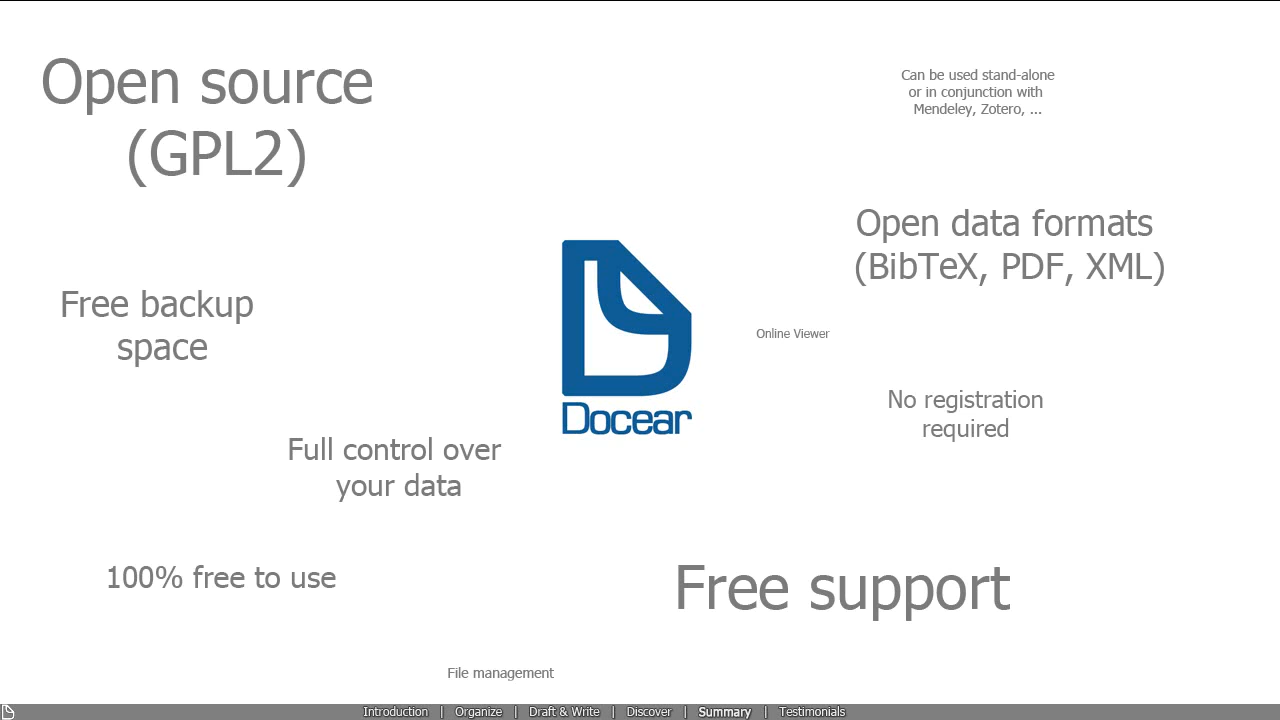 Open source
(GPL2)
Can be used stand-alone
or in conjunction with
Mendeley, Zotero, ...
Open data formats
(BibTeX, PDF, XML)
Free backup
space
Online Viewer
No registration
required
Docear
Full control over
your data
100% free to use
Free support
File management
Introduction | Organize | Draft & Write | Discover | Summary | Testimonials